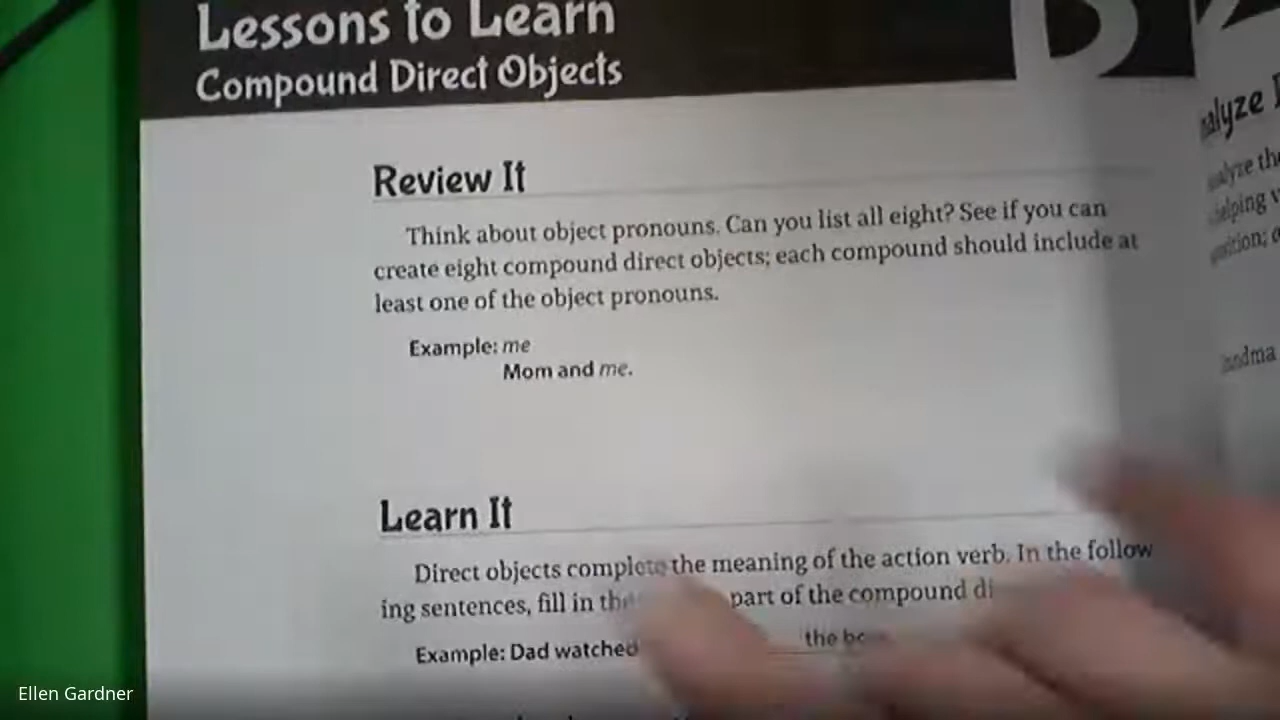 Lessons to Learn
Compound Direct Objects
Review It
Think about object pronouns. Can you list all eight? See if you can
create eight compound direct objects; each compound should include at
least one of the object pronouns.
Example: me
Mom and me.
Learn It
Direct objects complete the meaning of the action verb. In the follow
ing sentences, fill in the part of the compound
Example: Dad watched the
Ellen Gardner